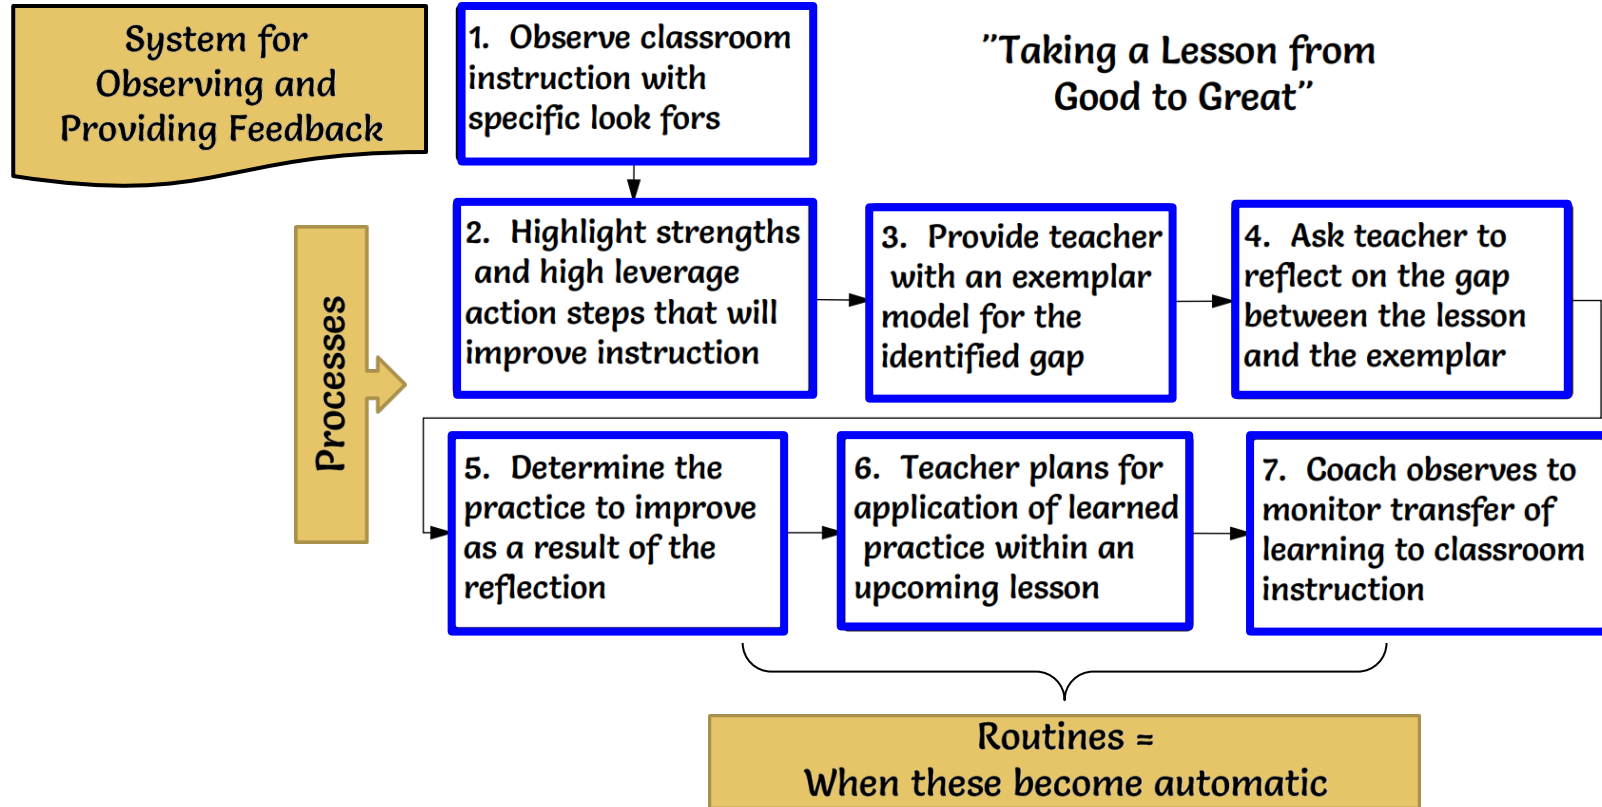 System for
Observing and
Providing Feedback
1. Observe classroom
instruction with
specific look fors
"Taking a Lesson from
Good to Great"
Processes
2. Highlight strengths
and high leverage
action steps that will
improve instruction
3. Provide teacher
with an exemplar
model for the
identified gap
4. Ask teacher to
reflect on the gap
between the lesson
and the exemplar
5. Determine the
practice to improve
as a result of the
reflection
6. Teacher plans for
application of learned
practice within an
upcoming lesson
7. Coach observes to
monitor transfer of
learning to classroom
instruction
Routines =
When these become automatic